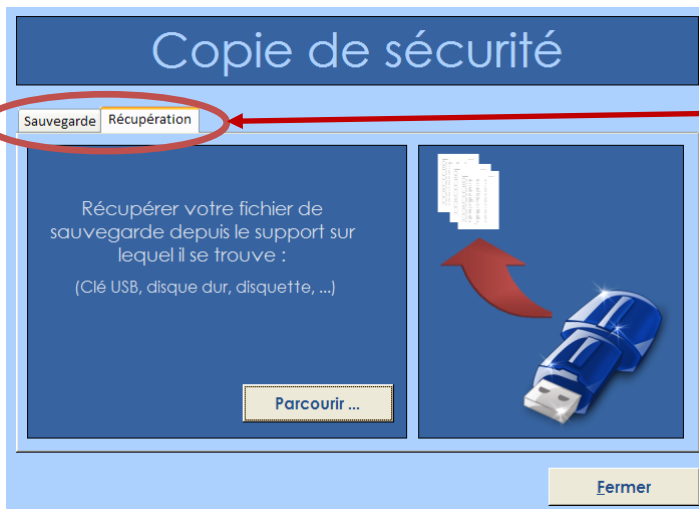 Copie de sécurité
Sauvegarde Récupération
Récupérer votre fichier de
sauvegarde depuis le support sur
lequel il se trouve :
(Clé USB, disque dur, disquette, ...)
Parcourir ...
Fermer